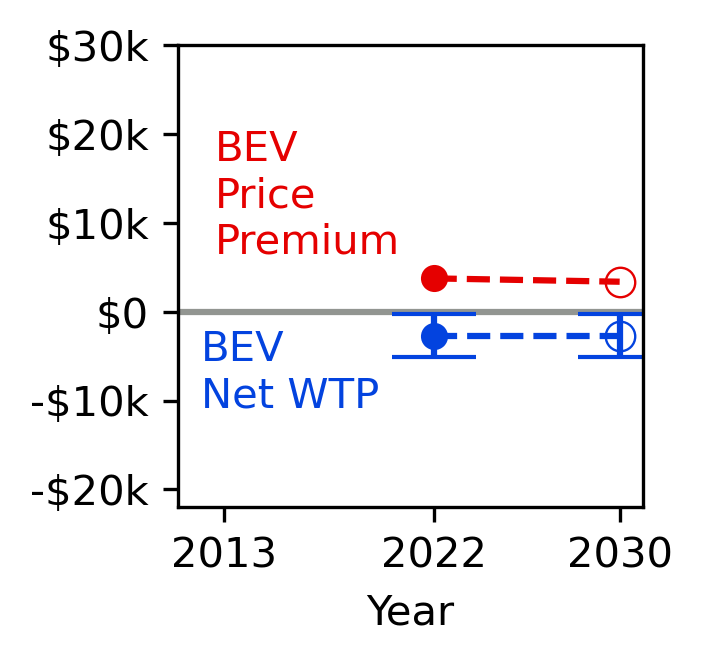 $30k
$20k
$10k
$0
-$10k
-$20k
BEV
Price
Premium
BEV
Net WTP
2013
2022
2030
Year